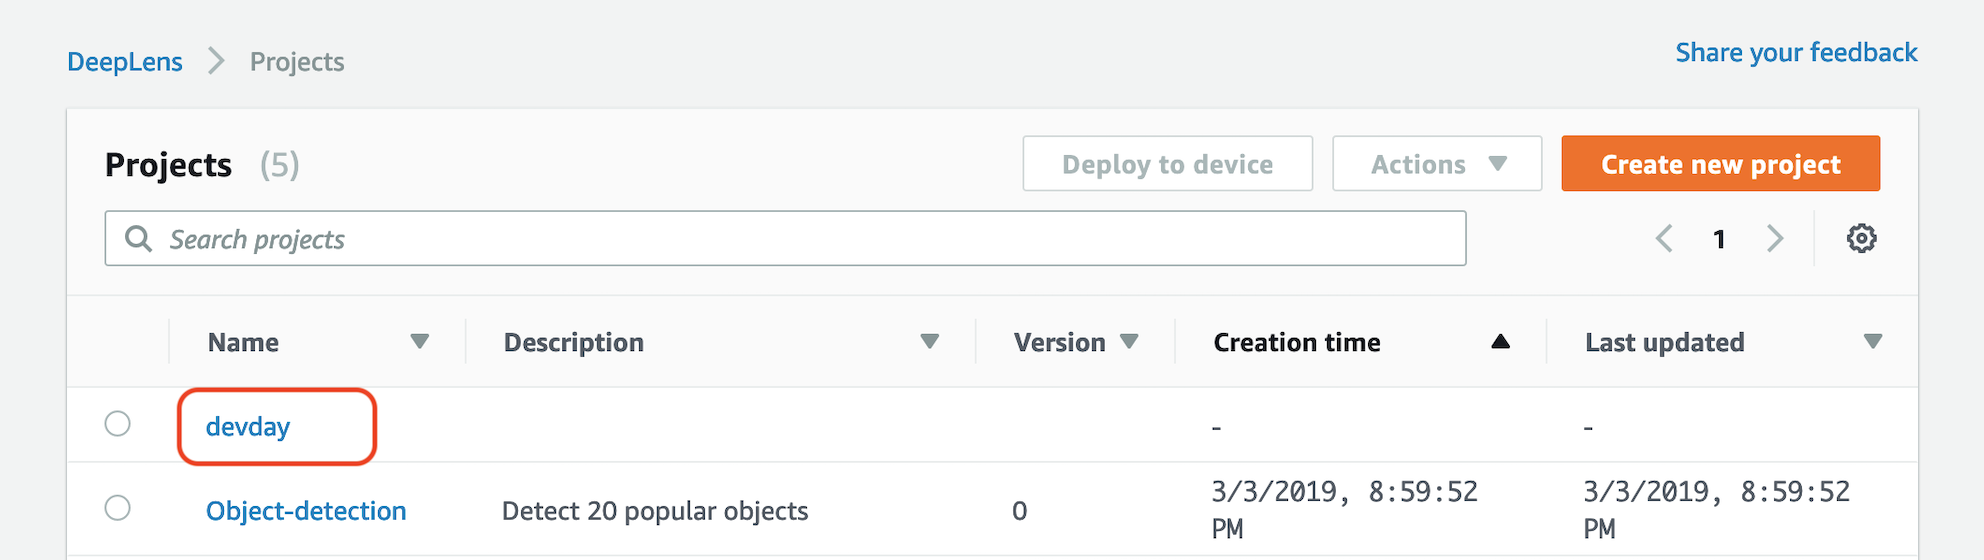 DeepLens > Projects
Share your feedback
Projects (5)
Deploy to device
Actions
Create new project
Search projects
1
Name Description Version Creation time Last updated
devday - -
Object-detection Detect 20 popular objects 0 3/3/2019, 8:59:52 PM 3/3/2019, 8:59:52 PM